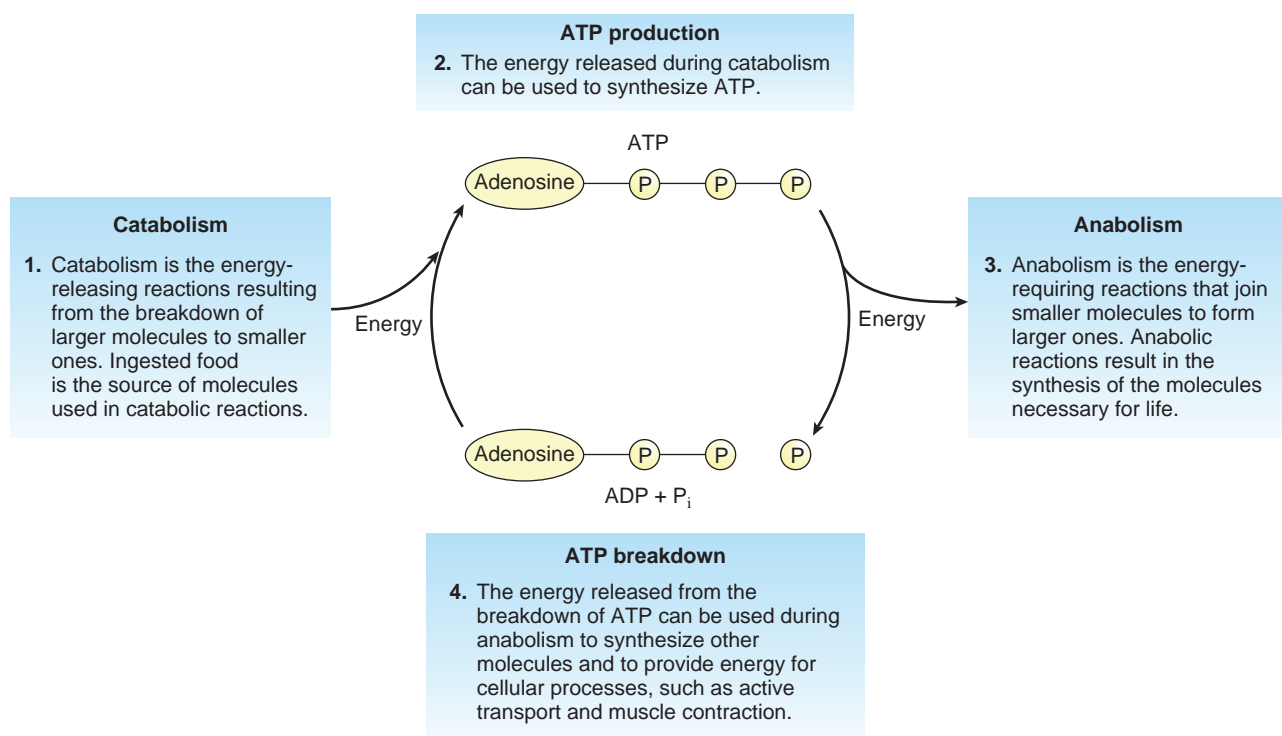 ATP production
2. The energy released during catabolism
can be used to synthesize ATP.
ATP
Adenosine P P P
Catabolism
1. Catabolism is the energy-
releasing reactions resulting
from the breakdown of
larger molecules to smaller
ones. Ingested food
is the source of molecules
used in catabolic reactions.
Energy
Energy
Anabolism
3. Anabolism is the energy-
requiring reactions that join
smaller molecules to form
larger ones. Anabolic
reactions result in the
synthesis of the molecules
necessary for life.
Adenosine P P P
ADP + Pi
ATP breakdown
4. The energy released from the
breakdown of ATP can be used during
anabolism to synthesize other
molecules and to provide energy for
cellular processes, such as active
transport and muscle contraction.